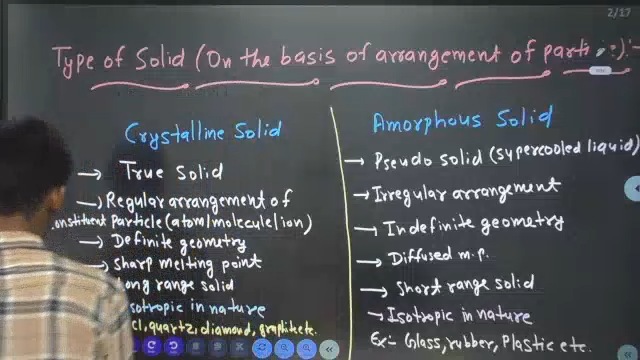 2/17
Type of Solid (On the basis of arrangement of
Crystalline Solid
→ True Solid
→ Regular arrangement of
onstituent Particle (atom/molecule/ion)
→ Definite geometry
→ Sharp melting point
Long range solid
isotropic in nature
cl, quartz, diamond, graphite etc.
Amorphous Solid
→ Pseudo solid (supercooled liquid)
→ Irregular arrangement
→ Indefinite geometry
→ Diffused m.p.
→ Short range solid
→ Isotropic in nature
Ex:- Glass, rubber, Plastic etc.